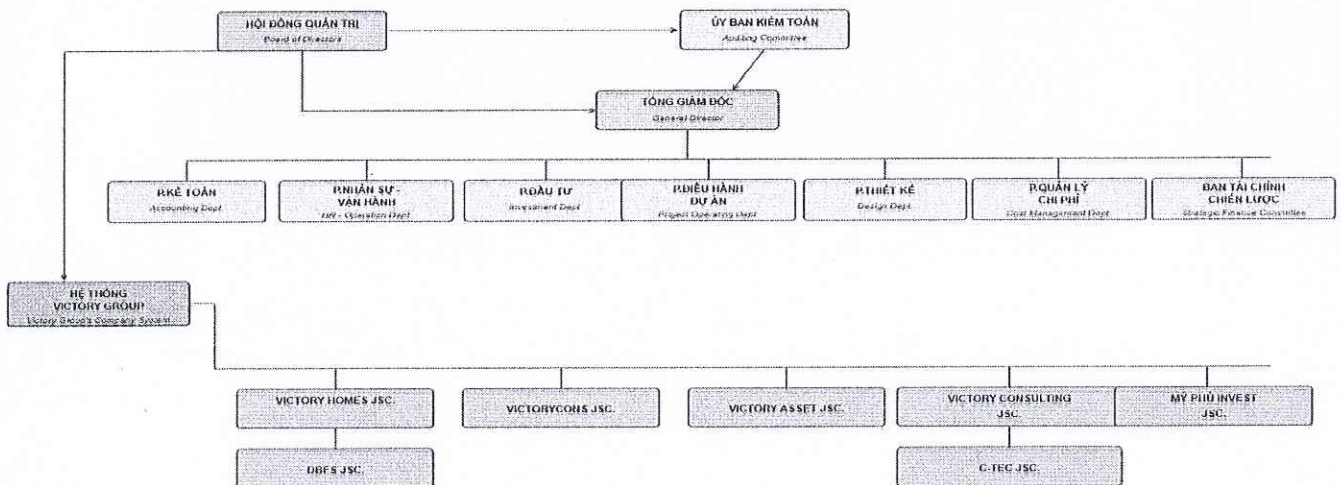 HỘI ĐỒNG QUẢN TRỊ
Board of Directors
ỦY BAN KIỂM TOÁN
Auditing Committee
TỔNG GIÁM ĐỐC
General Director
P.KẾ TOÁN
Accounting Dept
P.NHÂN SỰ -
VẬN HÀNH
HR - Operation Dept
P.ĐẦU TƯ
Investment Dept
P.ĐIỀU HÀNH
DỰ ÁN
Project Operating Dept
P.THIẾT KẾ
Design Dept
P.QUẢN LÝ
CHI PHÍ
Cost Management Dept
BAN TÀI CHÍNH
CHIẾN LƯỢC
Strategic Finance Committee
HỆ THỐNG
VICTORY GROUP
Victory Group's Company System
VICTORY HOMES JSC.
VICTORYCONS JSC.
VICTORY ASSET JSC.
VICTORY CONSULTING
JSC.
MỸ PHÚ INVEST
JSC.
DBFS JSC.
C-TEC JSC.